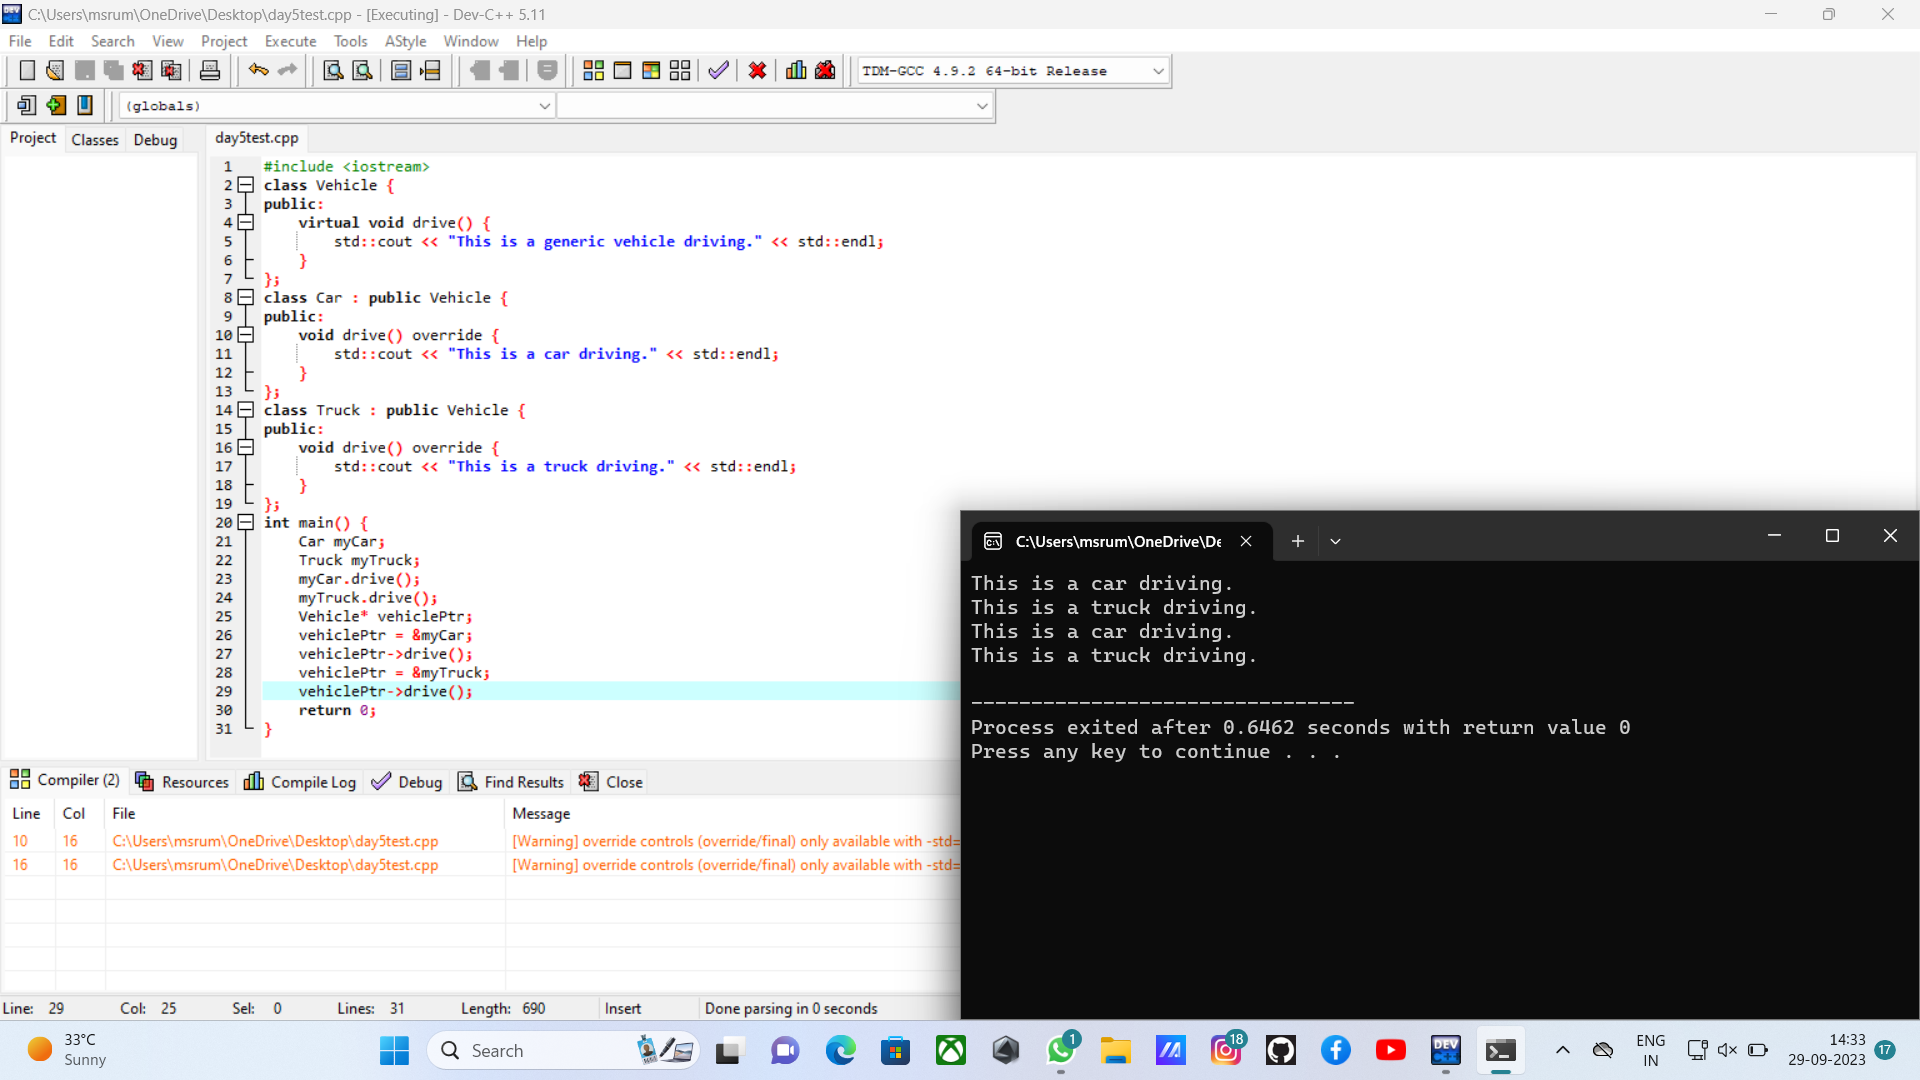 C:\Users\msrum\OneDrive\Desktop\day5test.cpp - [Executing] - Dev-C++ 5.11
File Edit Search View Project Execute Tools AStyle Window Help
TDM-GCC 4.9.2 64-bit Release
(globals)
Project Classes Debug day5test.cpp
1 #include <iostream>
2 class Vehicle {
3 public:
4 virtual void drive() {
5 std::cout << "This is a generic vehicle driving." << std::endl;
6 }
7 };
8 class Car : public Vehicle {
9 public:
10 void drive() override {
11 std::cout << "This is a car driving." << std::endl;
12 }
13 };
14 class Truck : public Vehicle {
15 public:
16 void drive() override {
17 std::cout << "This is a truck driving." << std::endl;
18 }
19 };
20 int main() {
21 Car myCar;
22 Truck myTruck;
23 myCar.drive();
24 myTruck.drive();
25 Vehicle* vehiclePtr;
26 vehiclePtr = &myCar;
27 vehiclePtr->drive();
28 vehiclePtr = &myTruck;
29 vehiclePtr->drive();
30 return 0;
31 }
C:\Users\msrum\OneDrive\De
This is a car driving.
This is a truck driving.
This is a car driving.
This is a truck driving.
--------------------------------
Process exited after 0.6462 seconds with return value 0
Press any key to continue . . .
Compiler (2) Resources Compile Log Debug Find Results Close
Line Col File Message
10 16 C:\Users\msrum\OneDrive\Desktop\day5test.cpp [Warning] override controls (override/final) only available with -std=
16 16 C:\Users\msrum\OneDrive\Desktop\day5test.cpp [Warning] override controls (override/final) only available with -std=
Line: 29 Col: 25 Sel: 0 Lines: 31 Length: 690 Insert Done parsing in 0 seconds
33°C
Sunny
Search
1
18
DEV
C++
ENG
IN
14:33
29-09-2023
17